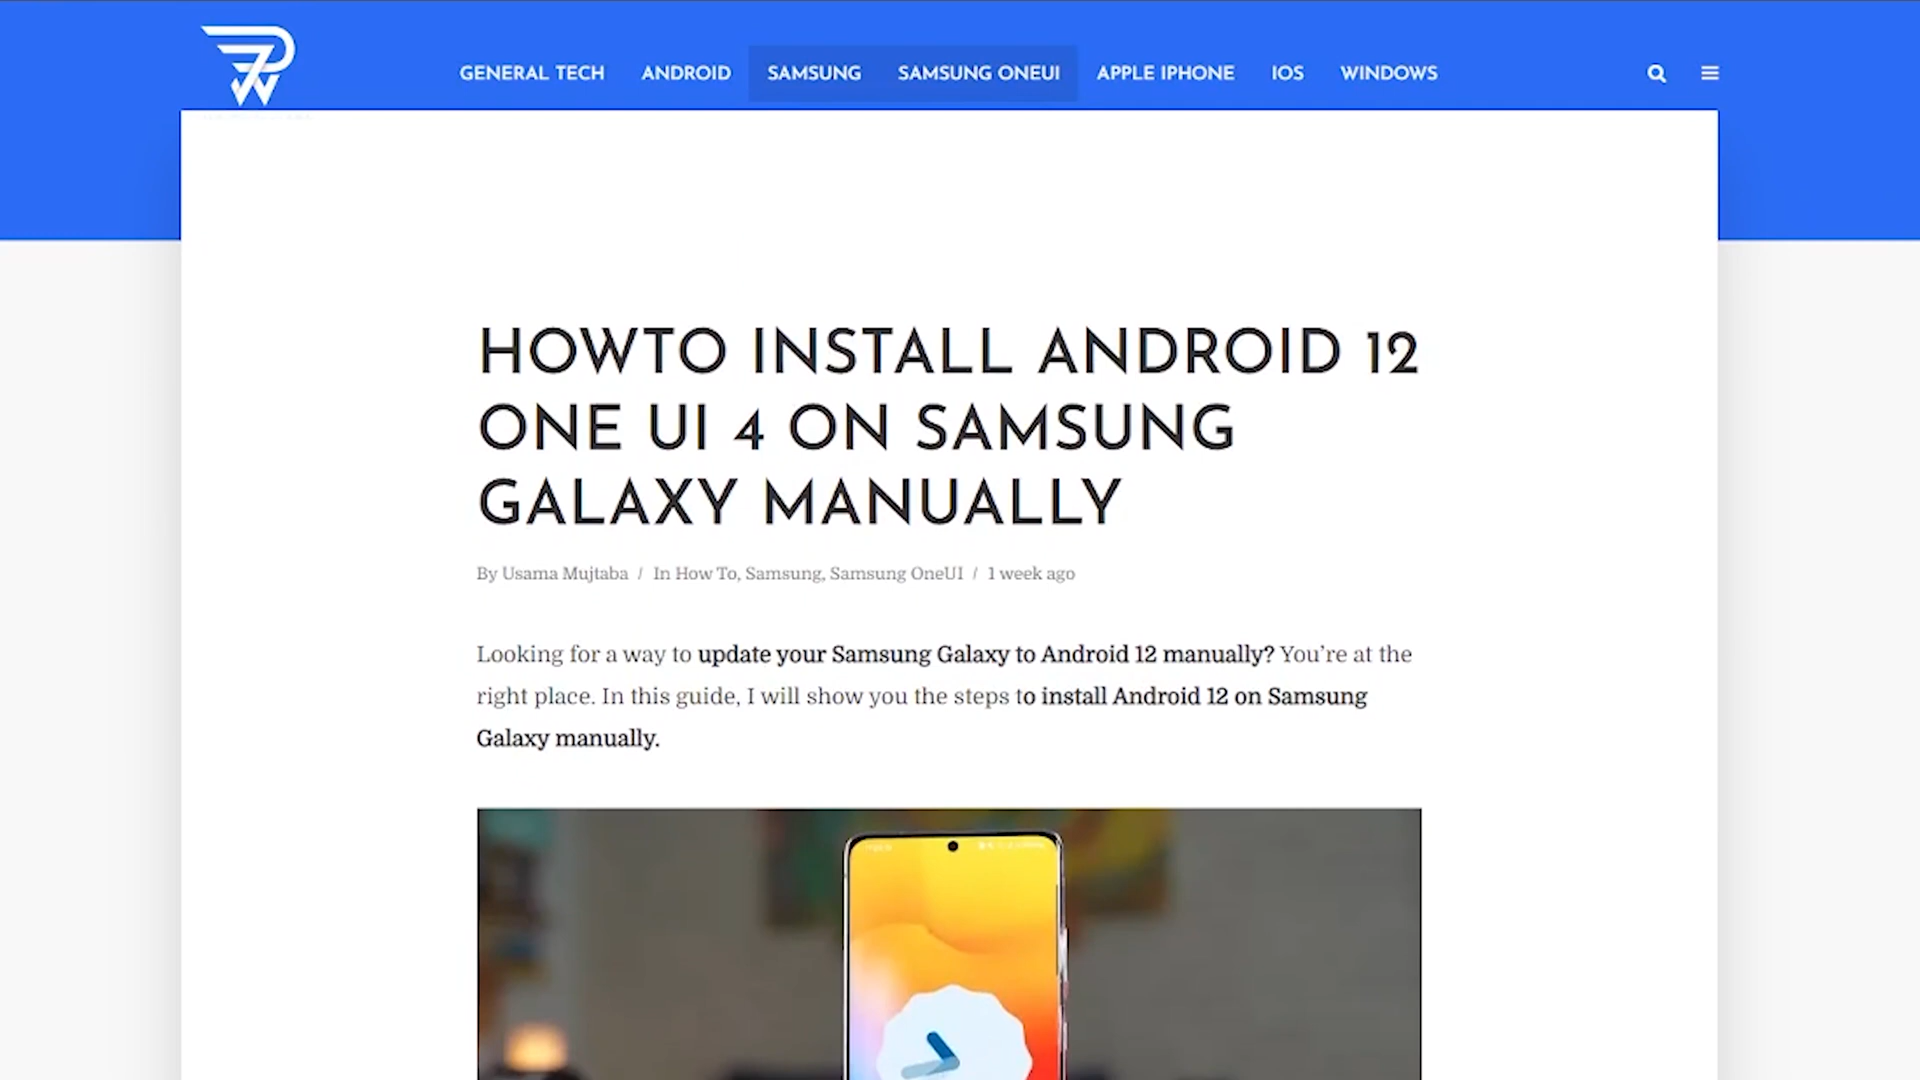 GENERAL TECH ANDROID SAMSUNG SAMSUNG ONEUI APPLE IPHONE IOS WINDOWS
HOWTO INSTALL ANDROID 12
ONE UI 4 ON SAMSUNG
GALAXY MANUALLY
By Usama Mujtaba / In How To, Samsung, Samsung OneUI / 1 week ago
Looking for a way to update your Samsung Galaxy to Android 12 manually? You’re at the
right place. In this guide, I will show you the steps to install Android 12 on Samsung
Galaxy manually.